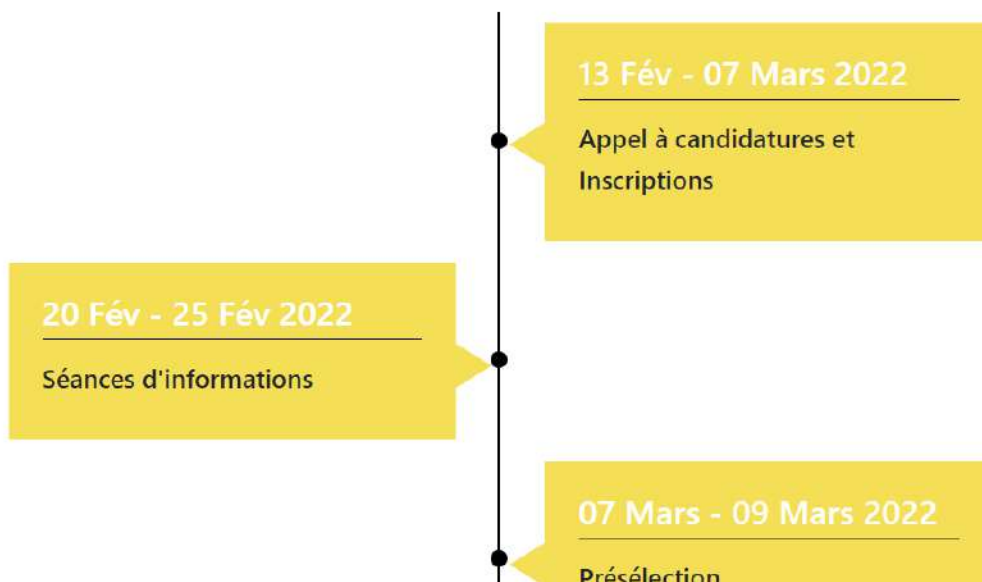 13 Fév - 07 Mars 2022
Appel à candidatures et
Inscriptions
20 Fév - 25 Fév 2022
Séances d'informations
07 Mars - 09 Mars 2022
Présélection